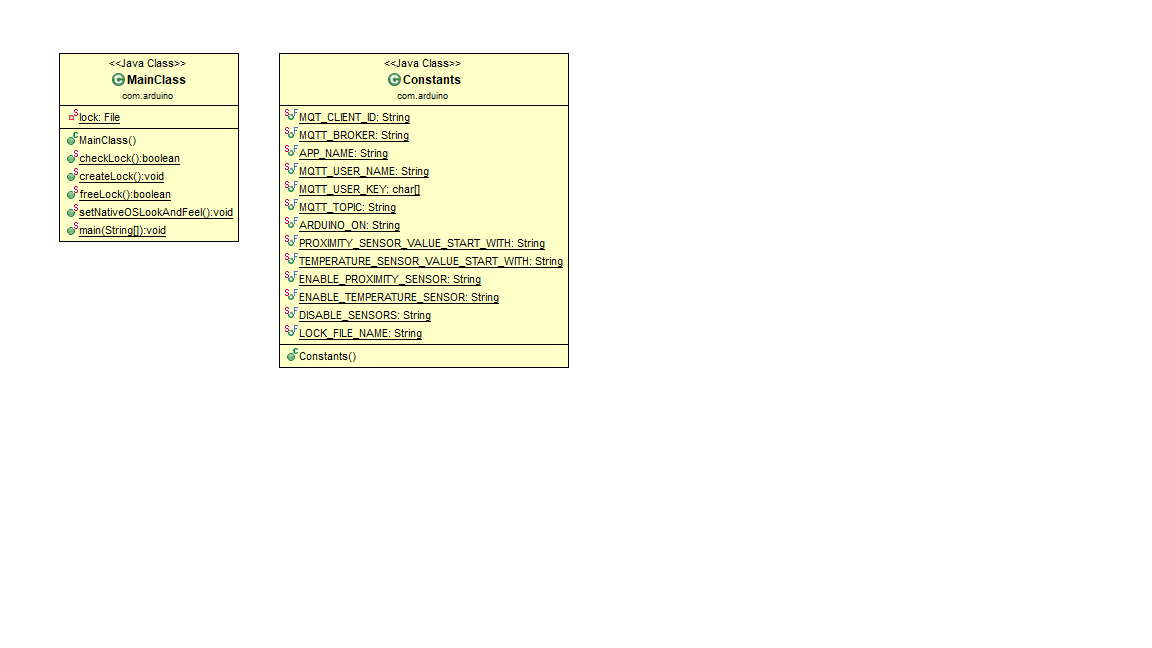 <<Java Class>>
MainClass
com.arduino
lock: File
MainClass()
checkLock():boolean
createLock():void
freeLock():boolean
setNativeOSLookAndFeel():void
main(String[]):void
<<Java Class>>
Constants
com.arduino
MQT_CLIENT_ID: String
MQTT_BROKER: String
APP_NAME: String
MQTT_USER_NAME: String
MQTT_USER_KEY: char[]
MQTT_TOPIC: String
ARDUINO_ON: String
PROXIMITY_SENSOR_VALUE_START_WITH: String
TEMPERATURE_SENSOR_VALUE_START_WITH: String
ENABLE_PROXIMITY_SENSOR: String
ENABLE_TEMPERATURE_SENSOR: String
DISABLE_SENSORS: String
LOCK_FILE_NAME: String
Constants()